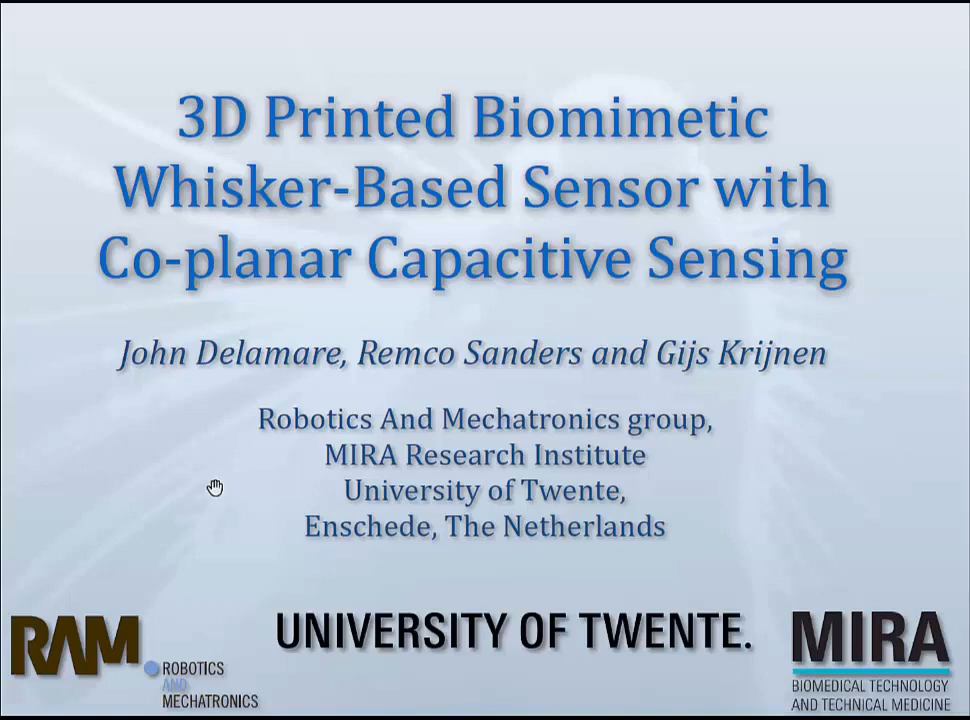 3D Printed Biomimetic
Whisker-Based Sensor with
Co-planar Capacitive Sensing
John Delamare, Remco Sanders and Gijs Krijnen
Robotics And Mechatronics group,
MIRA Research Institute
University of Twente,
Enschede, The Netherlands
RAM
ROBOTICS
AND
MECHATRONICS
UNIVERSITY OF TWENTE.
MIRA
BIOMEDICAL TECHNOLOGY
AND TECHNICAL MEDICINE